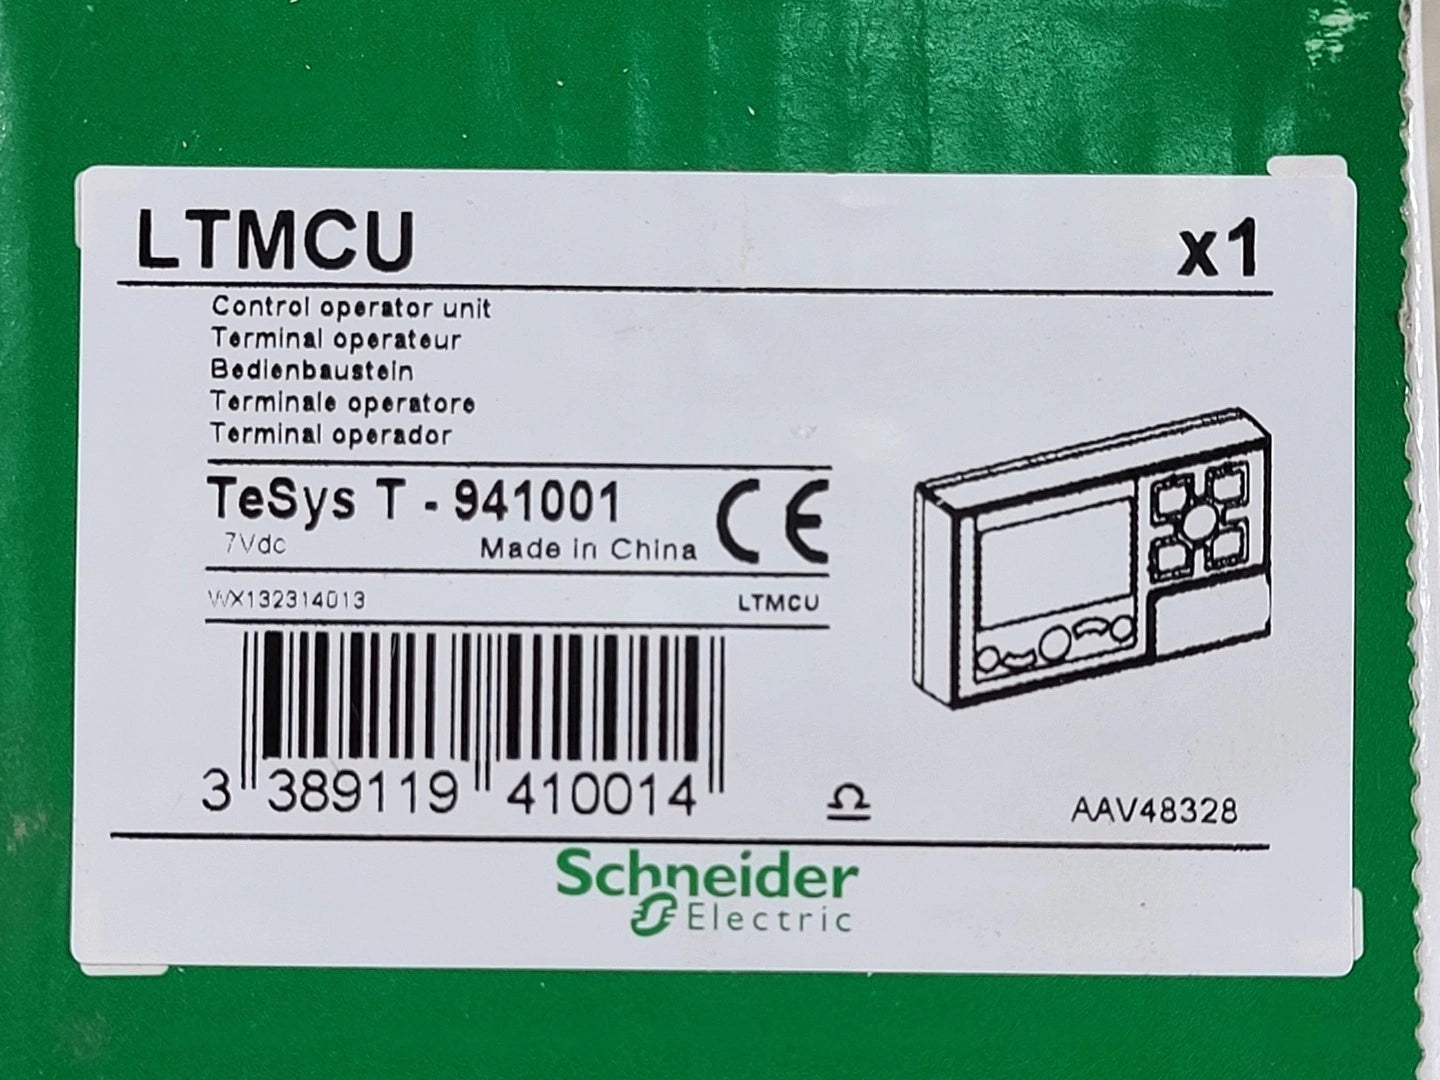 LTMCU x1
Control operator unit
Terminal operateur
Bedienbaustein
Terminale operatore
Terminal operador
TeSys T - 941001 CE
7Vdc Made in China
WX132314013 LTMCU
3 389119 410014
AAV48328
Schneider
Electric